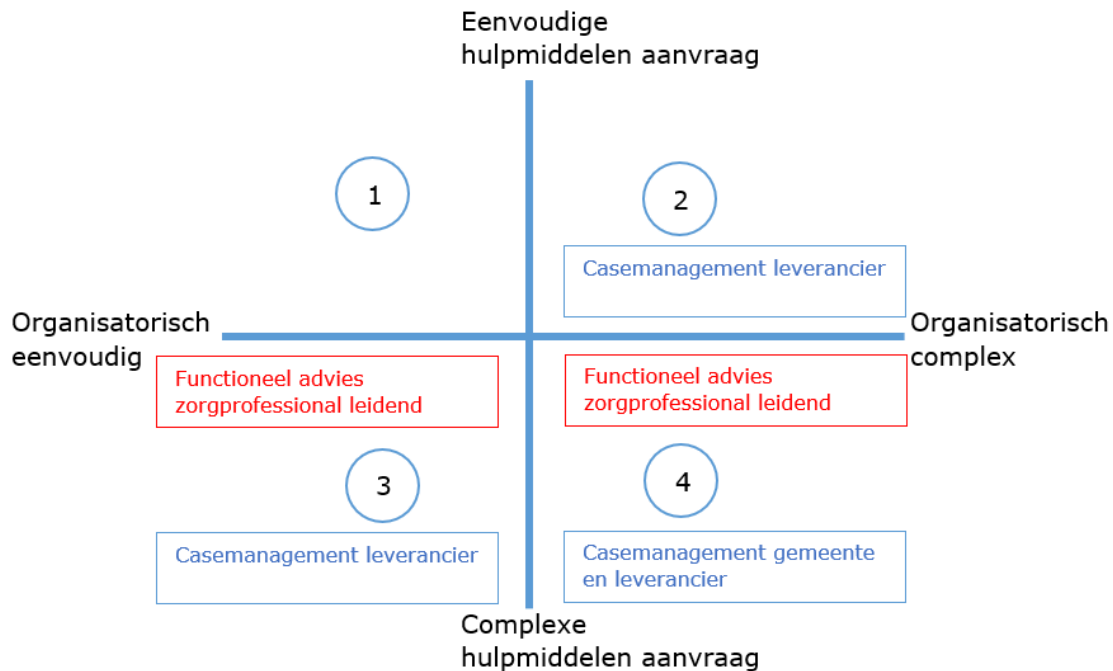 Eenvoudige
hulpmiddelen aanvraag
1
2
Casemanagement leverancier
Organisatorisch
eenvoudig
Organisatorisch
complex
Functioneel advies
zorgprofessional leidend
Functioneel advies
zorgprofessional leidend
3
4
Casemanagement leverancier
Casemanagement gemeente
en leverancier
Complexe
hulpmiddelen aanvraag